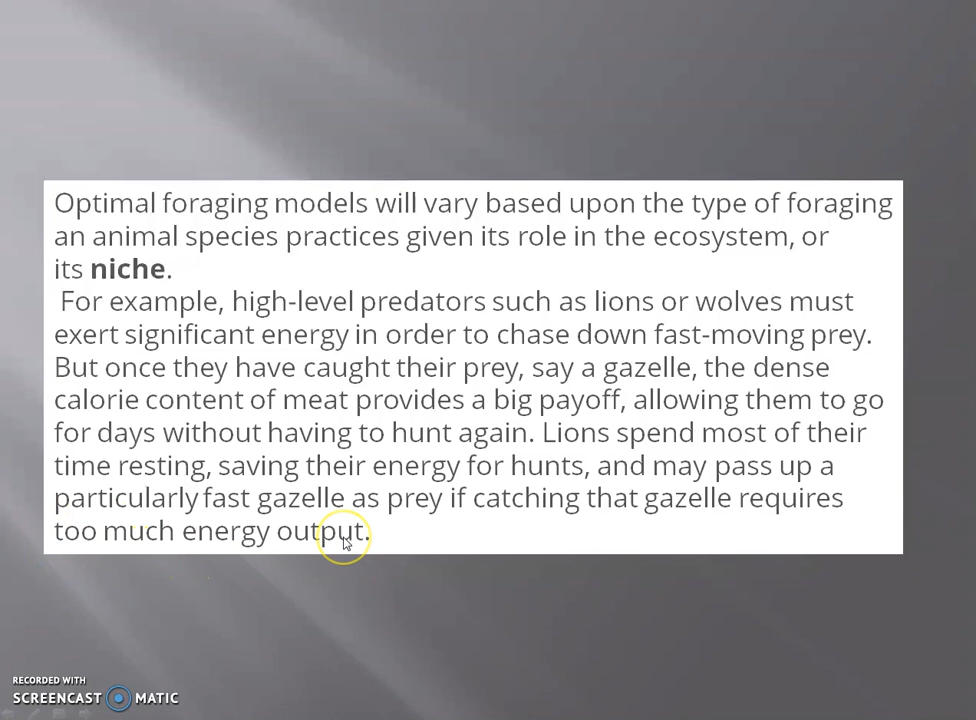 Optimal foraging models will vary based upon the type of foraging
an animal species practices given its role in the ecosystem, or
its niche.
For example, high-level predators such as lions or wolves must
exert significant energy in order to chase down fast-moving prey.
But once they have caught their prey, say a gazelle, the dense
calorie content of meat provides a big payoff, allowing them to go
for days without having to hunt again. Lions spend most of their
time resting, saving their energy for hunts, and may pass up a
particularly fast gazelle as prey if catching that gazelle requires
too much energy output.
RECORDED WITH
SCREENCAST MATIC